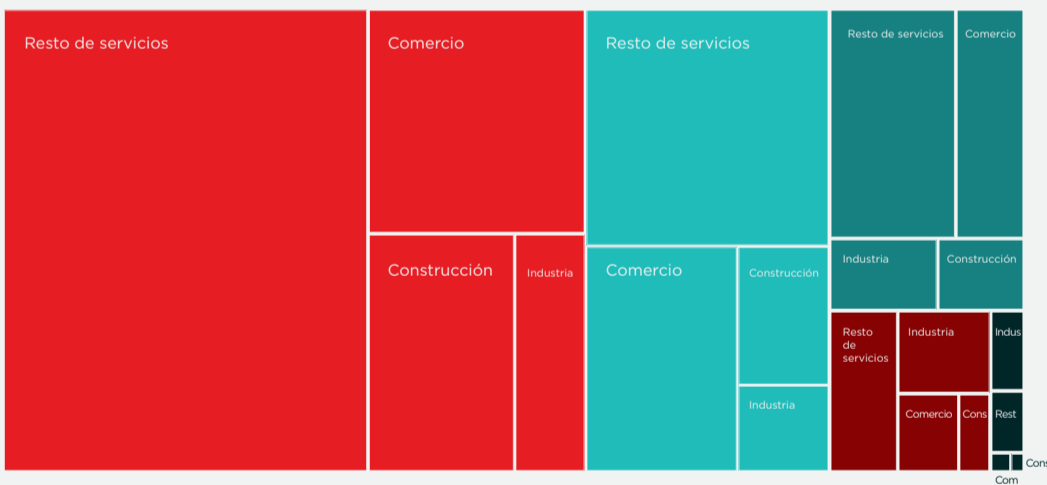 Resto de servicios
Comercio
Construcción
Industria
Resto de servicios
Comercio
Construcción
Industria
Resto de servicios
Comercio
Industria
Construcción
Resto
de
servicios
Industria
Comercio
Cons
Indus
Rest
Cons
Com